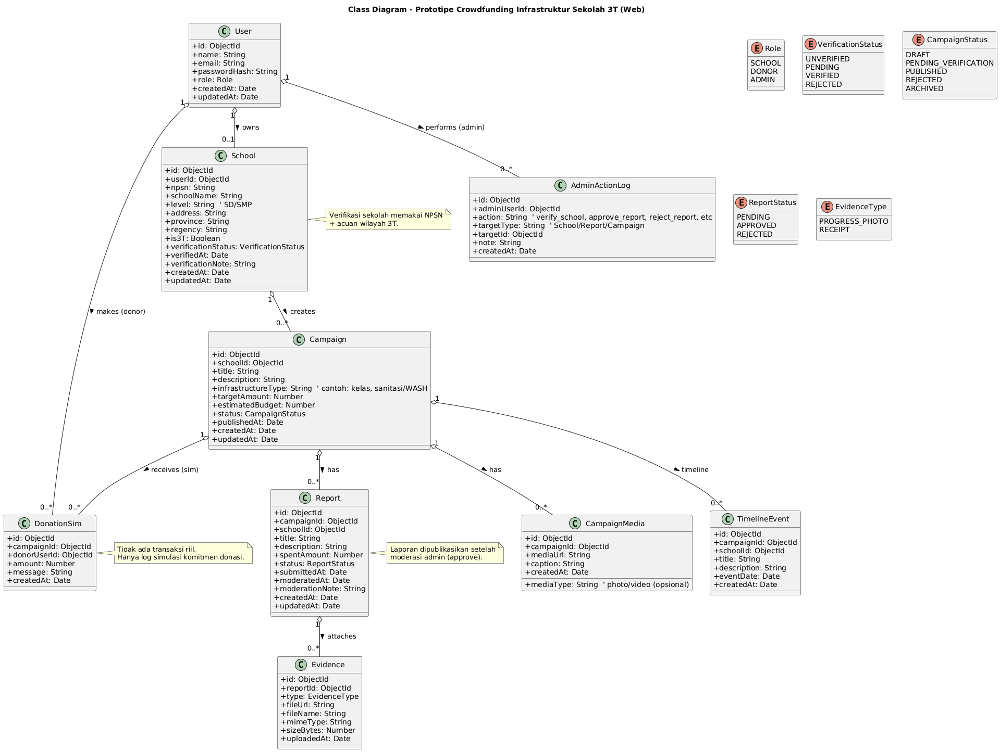 Class Diagram - Prototipe Crowdfunding Infrastruktur Sekolah 3T (Web)
C User
+id: ObjectId
+name: String
+email: String
+passwordHash: String
+role: Role
+createdAt: Date
+updatedAt: Date
E Role
SCHOOL
DONOR
ADMIN
E VerificationStatus
UNVERIFIED
PENDING
VERIFIED
REJECTED
E CampaignStatus
DRAFT
PENDING_VERIFICATION
PUBLISHED
REJECTED
ARCHIVED
1
1
1
owns
performs (admin)
0..1
0..*
C School
+id: ObjectId
+userId: ObjectId
+npsn: String
+schoolName: String
+level: String ' SD/SMP
+address: String
+province: String
+regency: String
+is3T: Boolean
+verificationStatus: VerificationStatus
+verifiedAt: Date
+verificationNote: String
+createdAt: Date
+updatedAt: Date
Verifikasi sekolah memakai NPSN
+ acuan wilayah 3T.
C AdminActionLog
+id: ObjectId
+adminUserId: ObjectId
+action: String ' verify_school, approve_report, reject_report, etc
+targetType: String ' School/Report/Campaign
+targetId: ObjectId
+note: String
+createdAt: Date
E ReportStatus
PENDING
APPROVED
REJECTED
E EvidenceType
PROGRESS_PHOTO
RECEIPT
1
makes (donor)
creates
0..*
C Campaign
+id: ObjectId
+schoolId: ObjectId
+title: String
+description: String
+infrastructureType: String ' contoh: kelas, sanitasi/WASH
+targetAmount: Number
+estimatedBudget: Number
+status: CampaignStatus
+publishedAt: Date
+createdAt: Date
+updatedAt: Date
1
1
1
1
receives (sim)
has
has
timeline
0..*
0..*
0..*
0..*
0..*
C DonationSim
+id: ObjectId
+campaignId: ObjectId
+donorUserId: ObjectId
+amount: Number
+message: String
+createdAt: Date
Tidak ada transaksi riil.
Hanya log simulasi komitmen donasi.
C Report
+id: ObjectId
+campaignId: ObjectId
+schoolId: ObjectId
+title: String
+description: String
+spentAmount: Number
+status: ReportStatus
+submittedAt: Date
+moderatedAt: Date
+moderationNote: String
+createdAt: Date
+updatedAt: Date
Laporan dipublikasikan setelah
moderasi admin (approve).
C CampaignMedia
+id: ObjectId
+campaignId: ObjectId
+mediaUrl: String
+caption: String
+createdAt: Date
+mediaType: String ' photo/video (opsional)
C TimelineEvent
+id: ObjectId
+campaignId: ObjectId
+schoolId: ObjectId
+title: String
+description: String
+eventDate: Date
+createdAt: Date
1
attaches
0..*
C Evidence
+id: ObjectId
+reportId: ObjectId
+type: EvidenceType
+fileUrl: String
+fileName: String
+mimeType: String
+sizeBytes: Number
+uploadedAt: Date